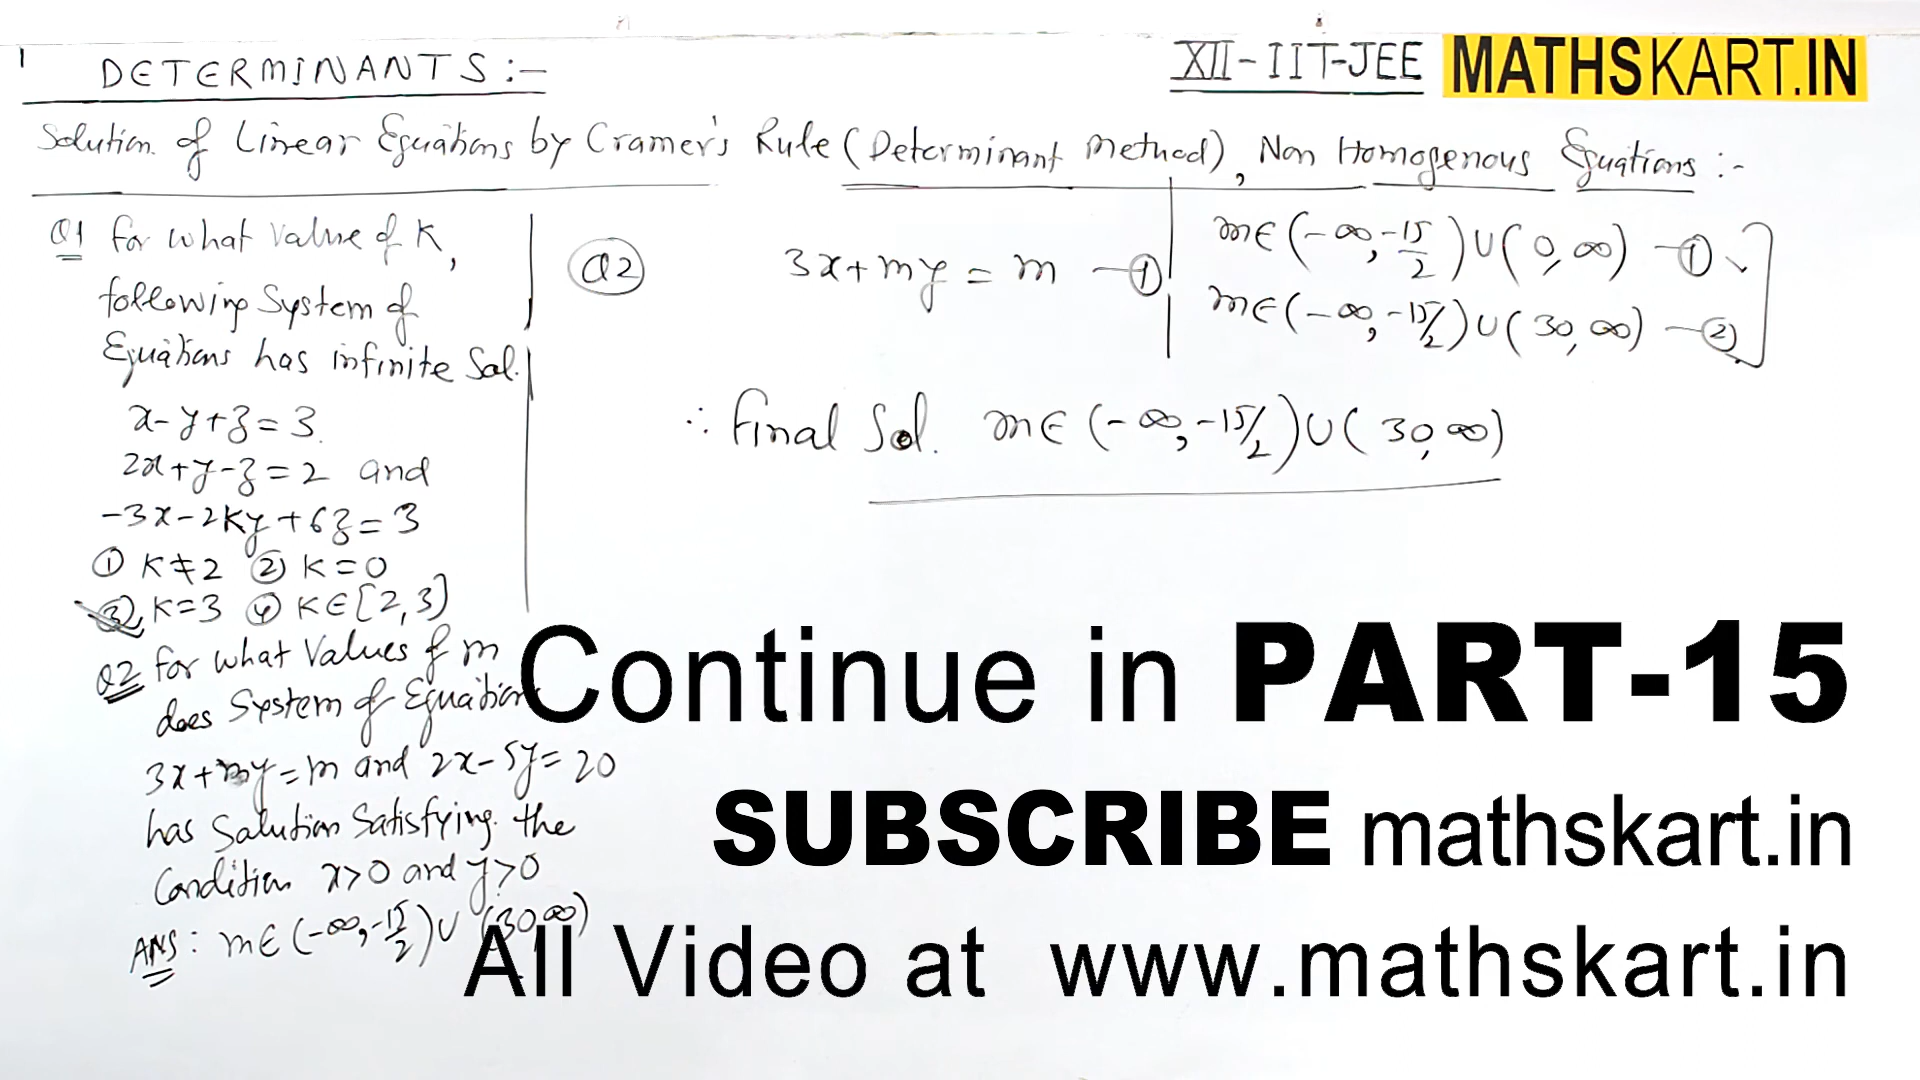 DETERMINANTS :-
XII - IIT-JEE MATHSKART.IN
Solution of Linear Equations by Cramer's Rule (Determinant Method), Non Homogenous Equations :-
Q1 for what value of K,
following System of
Equations has infinite Sol.
x-y+z=3
2x+y-z=2 and
-3x-2Ky+6z=3
① K≠2 ② K=0
③ K=3 ④ K∈[2,3]
Q2 for what values of m
does System of Equations
3x+my=m and 2x-5y=20
has Solution Satisfying the
Condition x>0 and y>0
ANS: m∈(-∞,-15/2)∪(30,∞)
Q2 3x+my=m —①
m∈(-∞,-15/2)∪(0,∞) —①
m∈(-∞,-15/2)∪(30,∞) —②
∴ final Sol. m∈(-∞,-15/2)∪(30,∞)
Continue in PART-15
SUBSCRIBE mathskart.in
All Video at www.mathskart.in